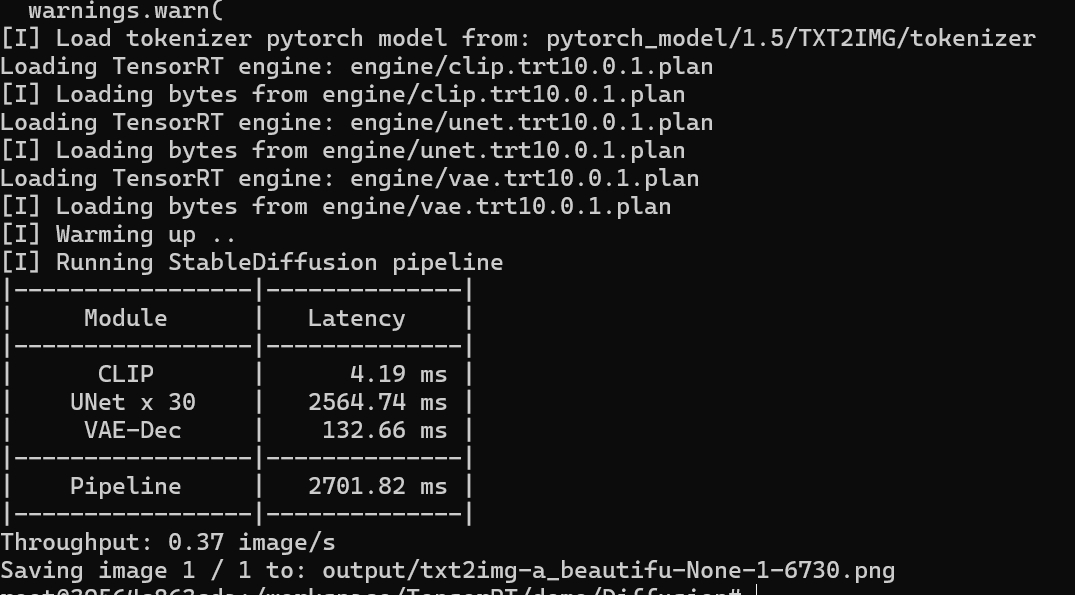 warnings.warn(
[I] Load tokenizer pytorch model from: pytorch_model/1.5/TXT2IMG/tokenizer
Loading TensorRT engine: engine/clip.trt10.0.1.plan
[I] Loading bytes from engine/clip.trt10.0.1.plan
Loading TensorRT engine: engine/unet.trt10.0.1.plan
[I] Loading bytes from engine/unet.trt10.0.1.plan
Loading TensorRT engine: engine/vae.trt10.0.1.plan
[I] Loading bytes from engine/vae.trt10.0.1.plan
[I] Warming up ..
[I] Running StableDiffusion pipeline
|-----------------|--------------|
|     Module      |   Latency    |
|-----------------|--------------|
|      CLIP       |      4.19 ms |
|    UNet x 30    |   2564.74 ms |
|     VAE-Dec     |    132.66 ms |
|-----------------|--------------|
|    Pipeline     |   2701.82 ms |
|-----------------|--------------|
Throughput: 0.37 image/s
Saving image 1 / 1 to: output/txt2img-a_beautifu-None-1-6730.png